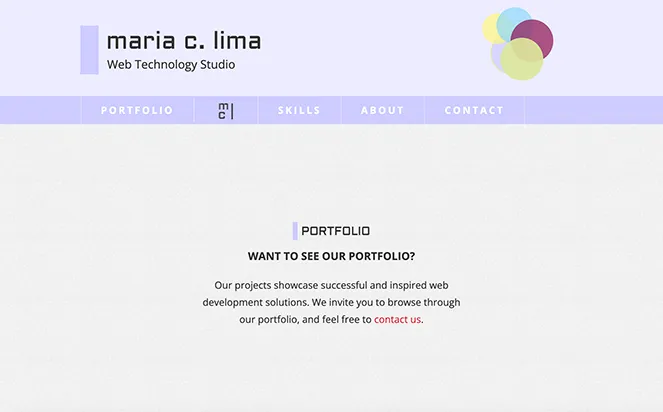 maria c. lima
Web Technology Studio
PORTFOLIO
mc|
SKILLS
ABOUT
CONTACT
PORTFOLIO
WANT TO SEE OUR PORTFOLIO?
Our projects showcase successful and inspired web
development solutions. We invite you to browse through
our portfolio, and feel free to contact us.